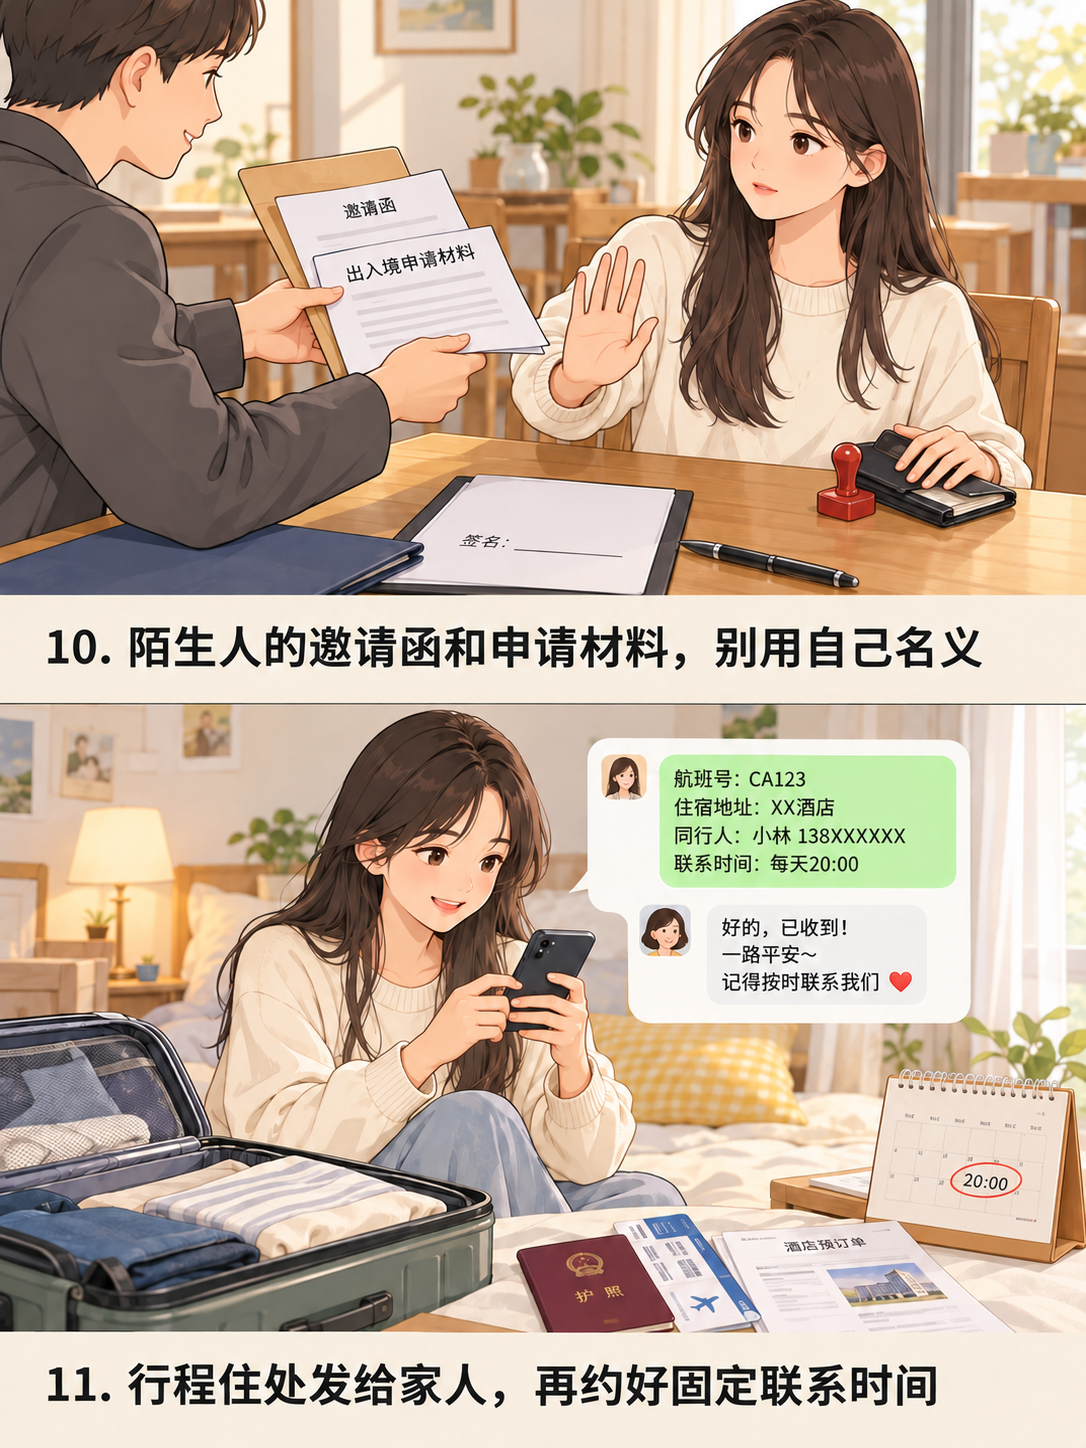 邀请函
出入境申请材料
签名：
10. 陌生人的邀请函和申请材料，别用自己名义
航班号：CA123
住宿地址：XX酒店
同行人：小林 138XXXXXX
联系时间：每天20:00
好的，已收到！
一路平安～
记得按时联系我们 ❤️
20:00
酒店预订单
护照
11. 行程住处发给家人，再约好固定联系时间